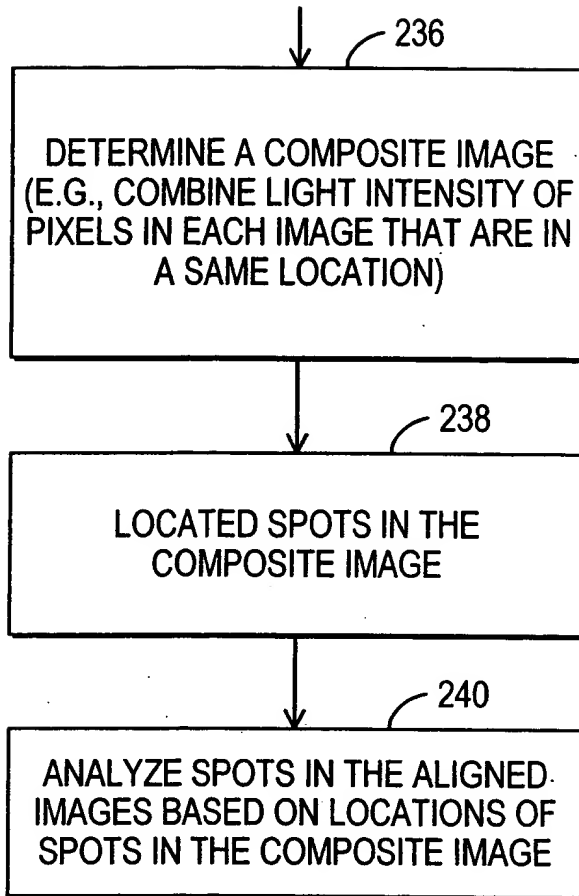 236
DETERMINE A COMPOSITE IMAGE
(E.G., COMBINE LIGHT INTENSITY OF
PIXELS IN EACH IMAGE THAT ARE IN
A SAME LOCATION)
238
LOCATED SPOTS IN THE
COMPOSITE IMAGE
240
ANALYZE SPOTS IN THE ALIGNED
IMAGES BASED ON LOCATIONS OF
SPOTS IN THE COMPOSITE IMAGE